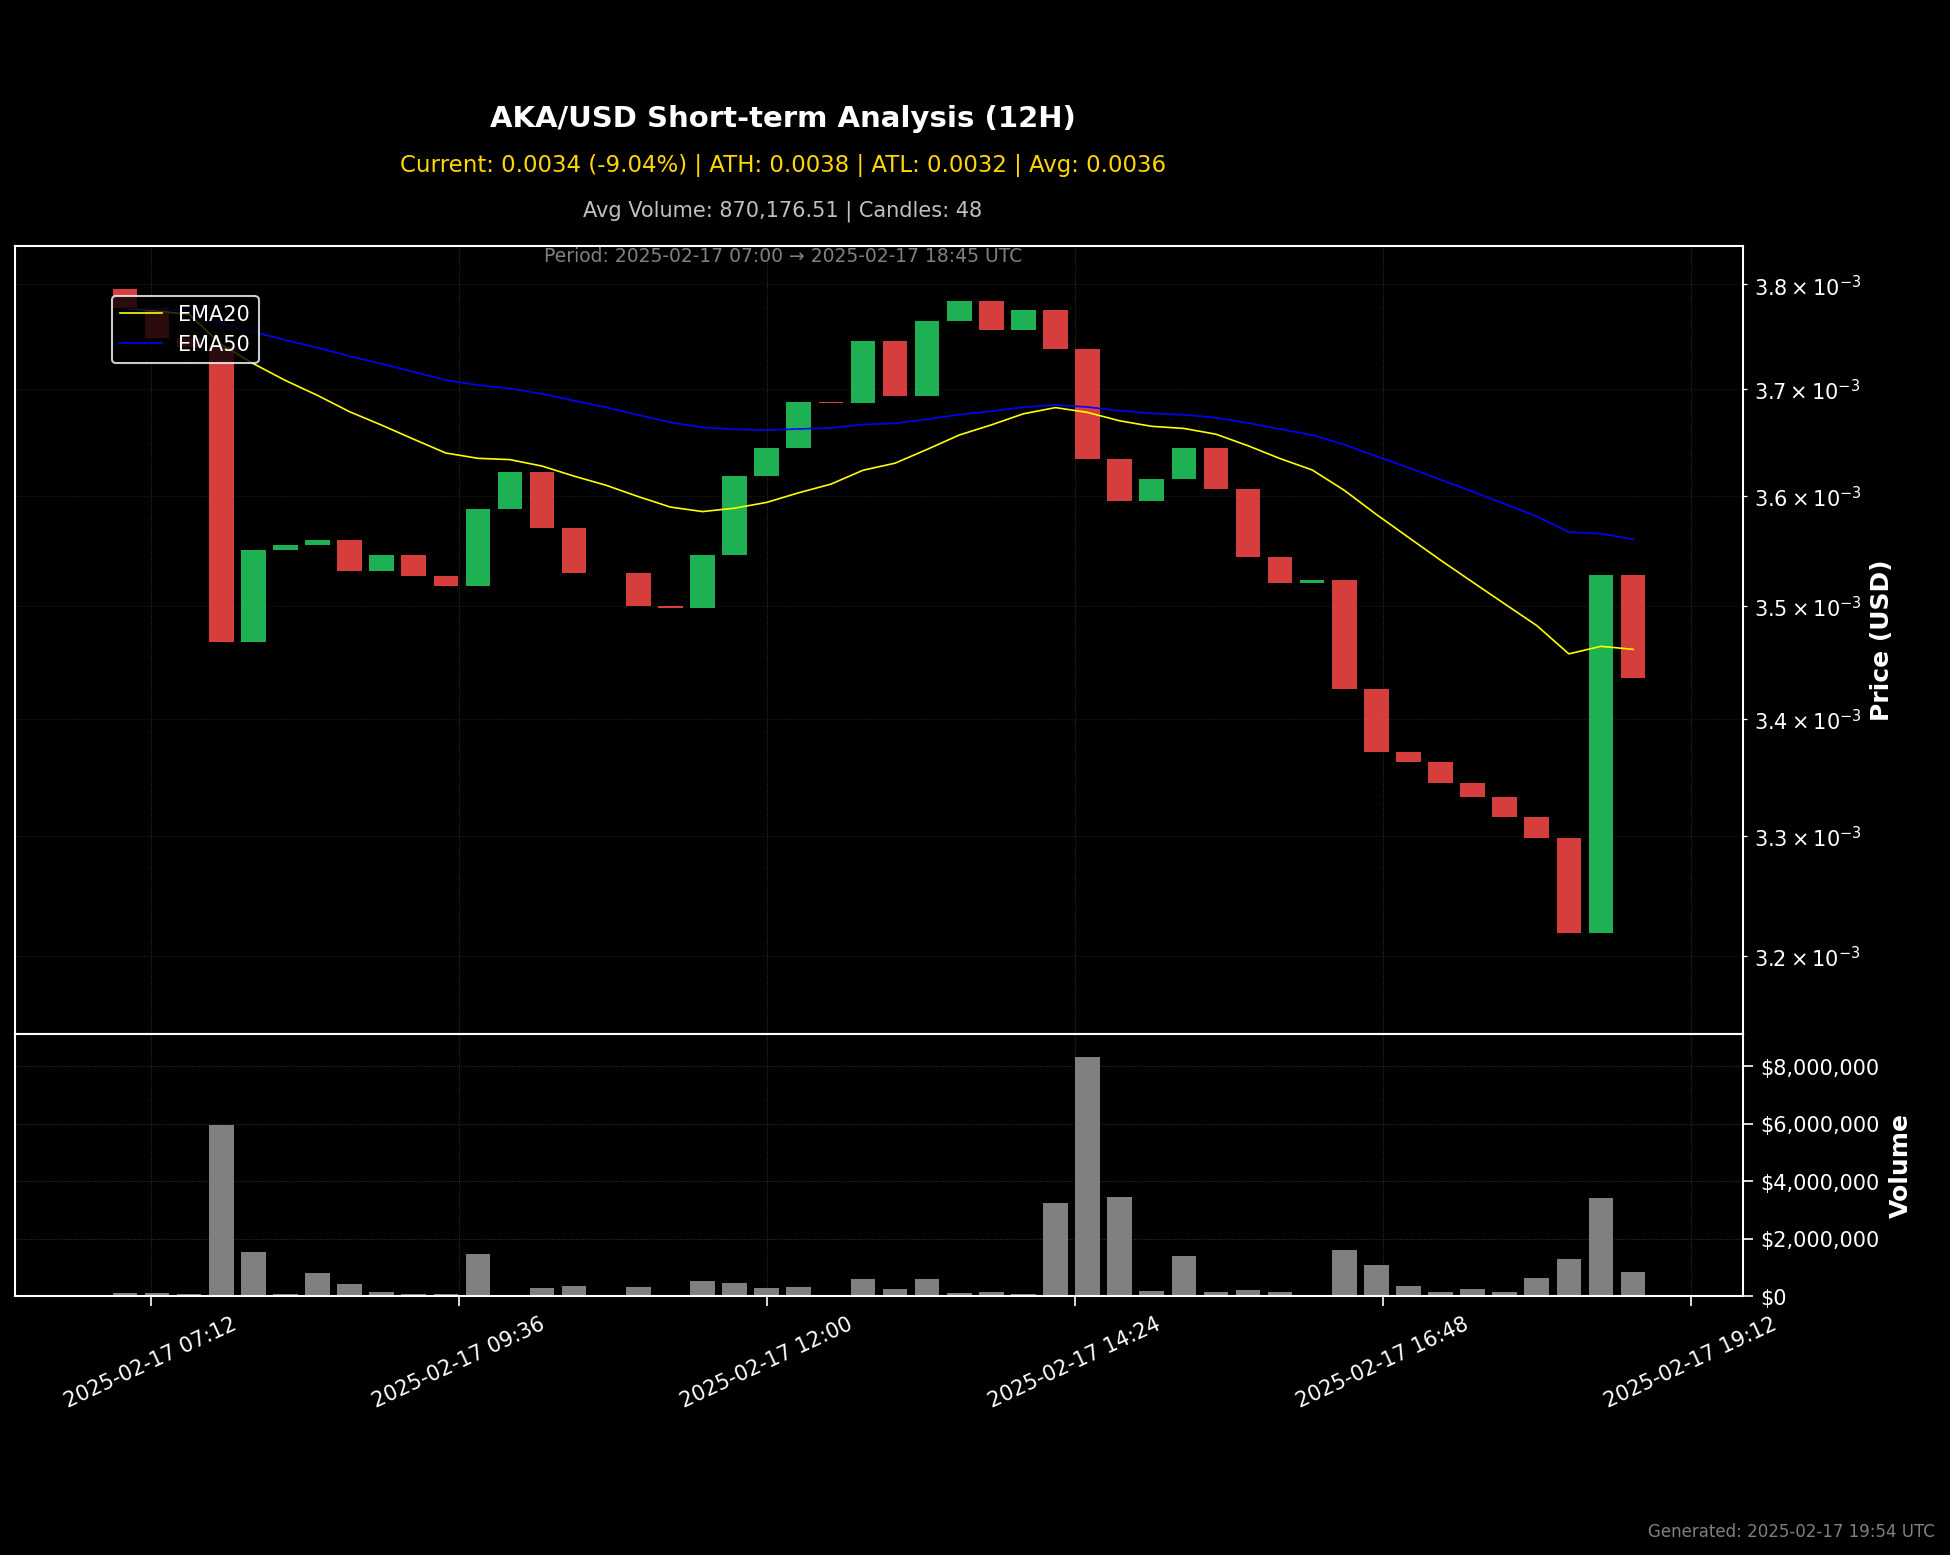 AKA/USD Short-term Analysis (12H)
Current: 0.0034 (-9.04%) | ATH: 0.0038 | ATL: 0.0032 | Avg: 0.0036
Avg Volume: 870,176.51 | Candles: 48
Period: 2025-02-17 07:00 → 2025-02-17 18:45 UTC
EMA20
EMA50
3.8 × 10⁻³
3.7 × 10⁻³
3.6 × 10⁻³
3.5 × 10⁻³
3.4 × 10⁻³
3.3 × 10⁻³
3.2 × 10⁻³
Price (USD)
$8,000,000
$6,000,000
$4,000,000
$2,000,000
$0
Volume
2025-02-17 07:12
2025-02-17 09:36
2025-02-17 12:00
2025-02-17 14:24
2025-02-17 16:48
2025-02-17 19:12
Generated: 2025-02-17 19:54 UTC